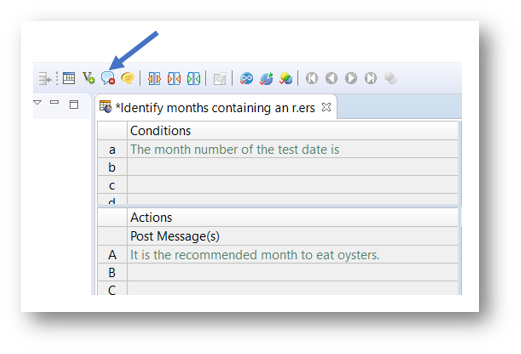 *Identify months containing an r.ers
Conditions
a The month number of the test date is
b
c
d
Actions
Post Message(s)
A It is the recommended month to eat oysters.
B
C